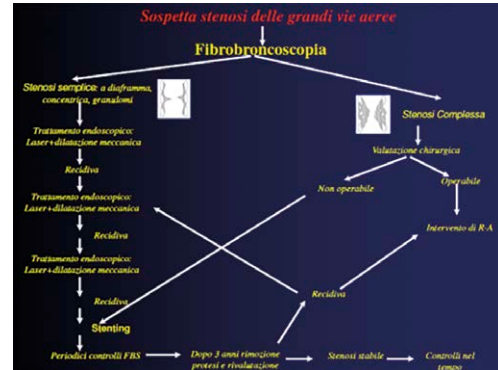 Sospetta stenosi delle grandi vie aeree
Fibrobroncoscopia
Stenosi semplice: a diaframma,
concentrica, granulomi
Trattamento endoscopico:
Laser+dilatazione meccanica
Recidiva
Trattamento endoscopico:
Laser+dilatazione meccanica
Recidiva
Trattamento endoscopico:
Laser+dilatazione meccanica
Recidiva
Stenting
Periodici controlli FBS
Dopo 3 anni rimozione
protesi e rivalutazione
Stenosi stabile
Controlli nel
tempo
Recidiva
Stenosi Complessa
Valutazione chirurgica
Non operabile
Operabile
Intervento di R-A